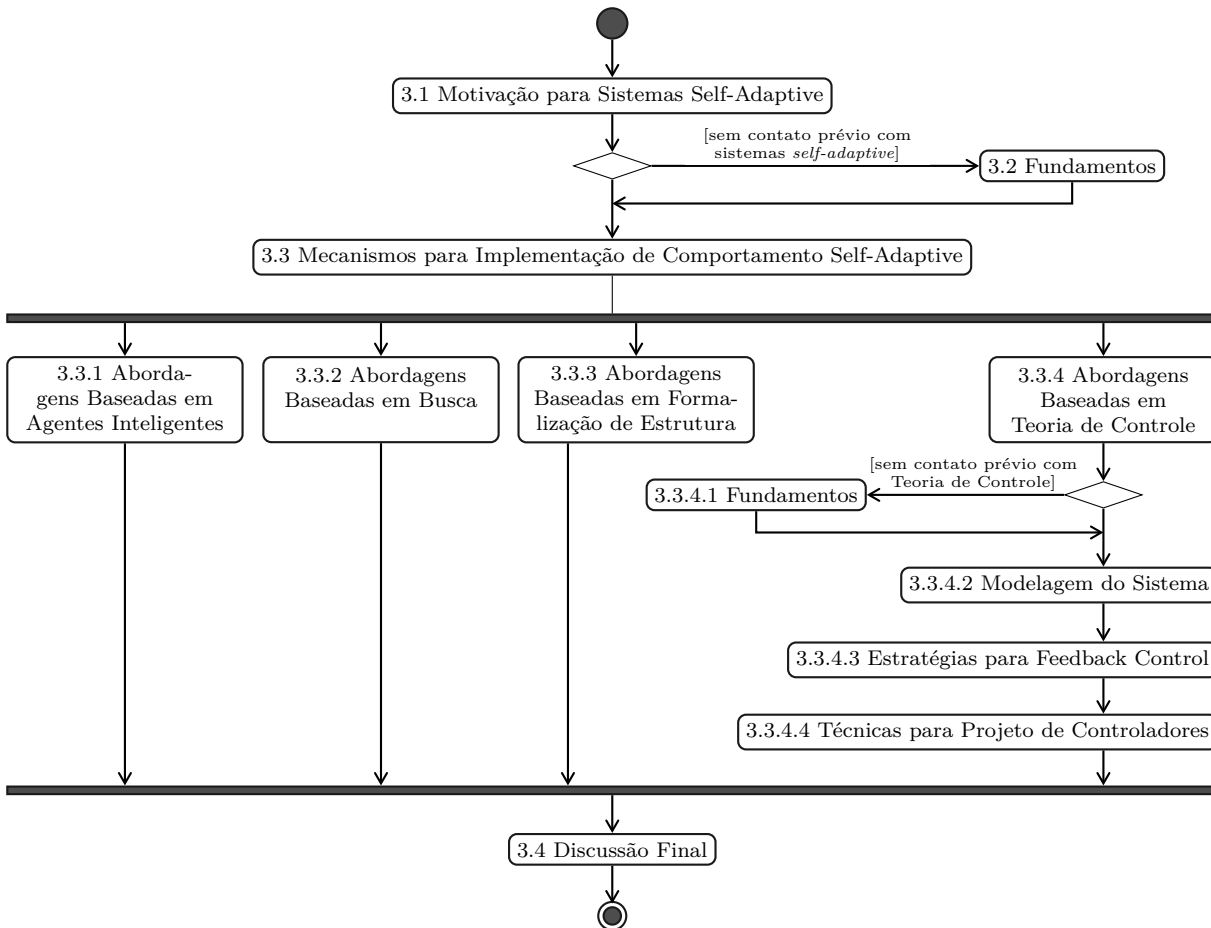 3.1 Motivação para Sistemas Self-Adaptive
[sem contato prévio com
sistemas self-adaptive]
3.2 Fundamentos
3.3 Mecanismos para Implementação de Comportamento Self-Adaptive
3.3.1 Aborda-
gens Baseadas em
Agentes Inteligentes
3.3.2 Abordagens
Baseadas em Busca
3.3.3 Abordagens
Baseadas em Forma-
lização de Estrutura
3.3.4 Abordagens
Baseadas em
Teoria de Controle
[sem contato prévio com
Teoria de Controle]
3.3.4.1 Fundamentos
3.3.4.2 Modelagem do Sistema
3.3.4.3 Estratégias para Feedback Control
3.3.4.4 Técnicas para Projeto de Controladores
3.4 Discussão Final